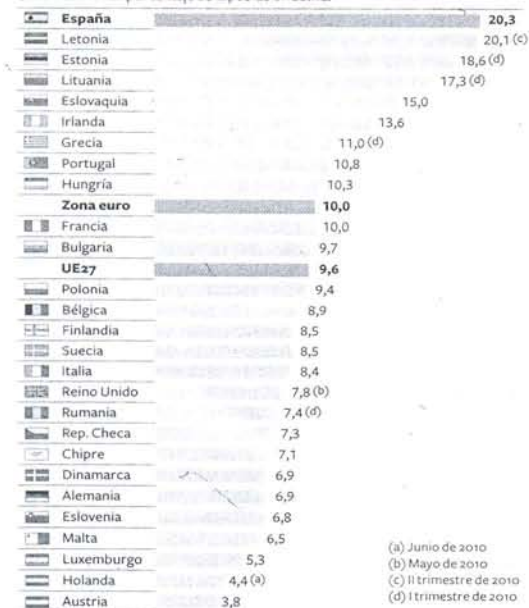 España 20,3
Letonia 20,1 (c)
Estonia 18,6 (d)
Lituania 17,3 (d)
Eslovaquia 15,0
Irlanda 13,6
Grecia 11,0 (d)
Portugal 10,8
Hungría 10,3
Zona euro 10,0
Francia 10,0
Bulgaria 9,7
UE27 9,6
Polonia 9,4
Bélgica 8,9
Finlandia 8,5
Suecia 8,5
Italia 8,4
Reino Unido 7,8 (b)
Rumania 7,4 (d)
Rep. Checa 7,3
Chipre 7,1
Dinamarca 6,9
Alemania 6,9
Eslovenia 6,8
Malta 6,5
Luxemburgo 5,3
Holanda 4,4 (a)
Austria 3,8
(a) Junio de 2010
(b) Mayo de 2010
(c) II trimestre de 2010
(d) I trimestre de 2010